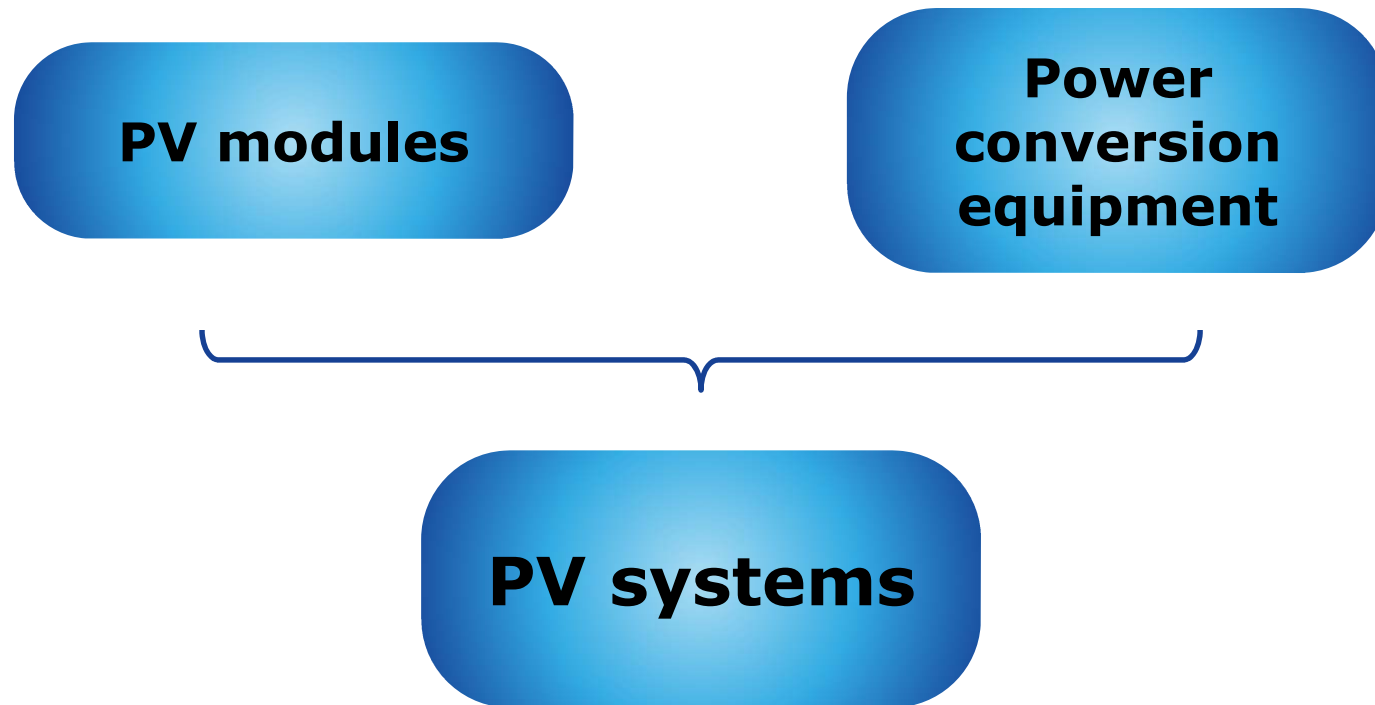 PV modules
Power
conversion
equipment
PV systems